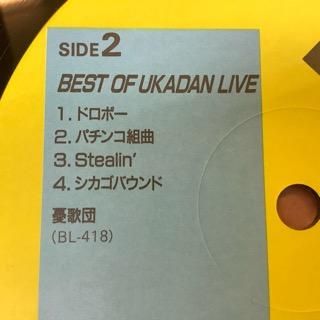 SIDE 2
BEST OF UKADAN LIVE
1. ドロボー
2. パチンコ組曲
3. Stealin'
4. シカゴバウンド
憂歌団
(BL-418)